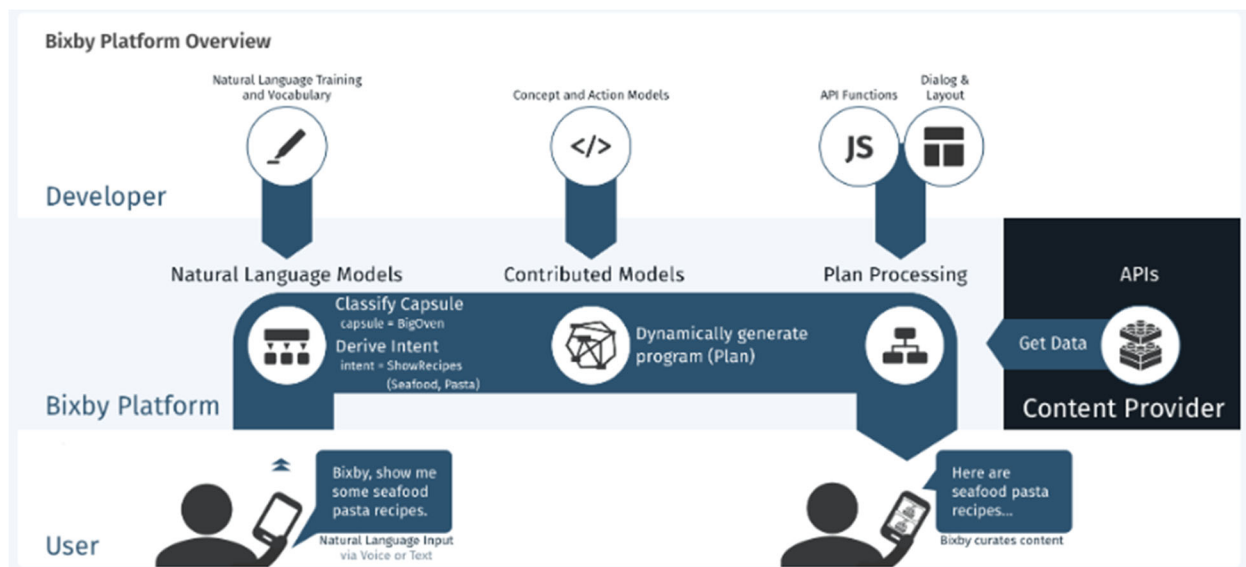 Bixby Platform Overview
Natural Language Training
and Vocabulary
Concept and Action Models
API Functions
Dialog &
Layout
</>
JS
Developer
Natural Language Models
Contributed Models
Plan Processing
APIs
Classify Capsule
capsule = BigOven
Derive Intent
intent = ShowRecipes
(Seafood, Pasta)
Dynamically generate
program (Plan)
Get Data
Bixby Platform
Content Provider
Bixby, show me
some seafood
pasta recipes.
Natural Language Input
via Voice or Text
Here are
seafood pasta
recipes...
Bixby curates content
User